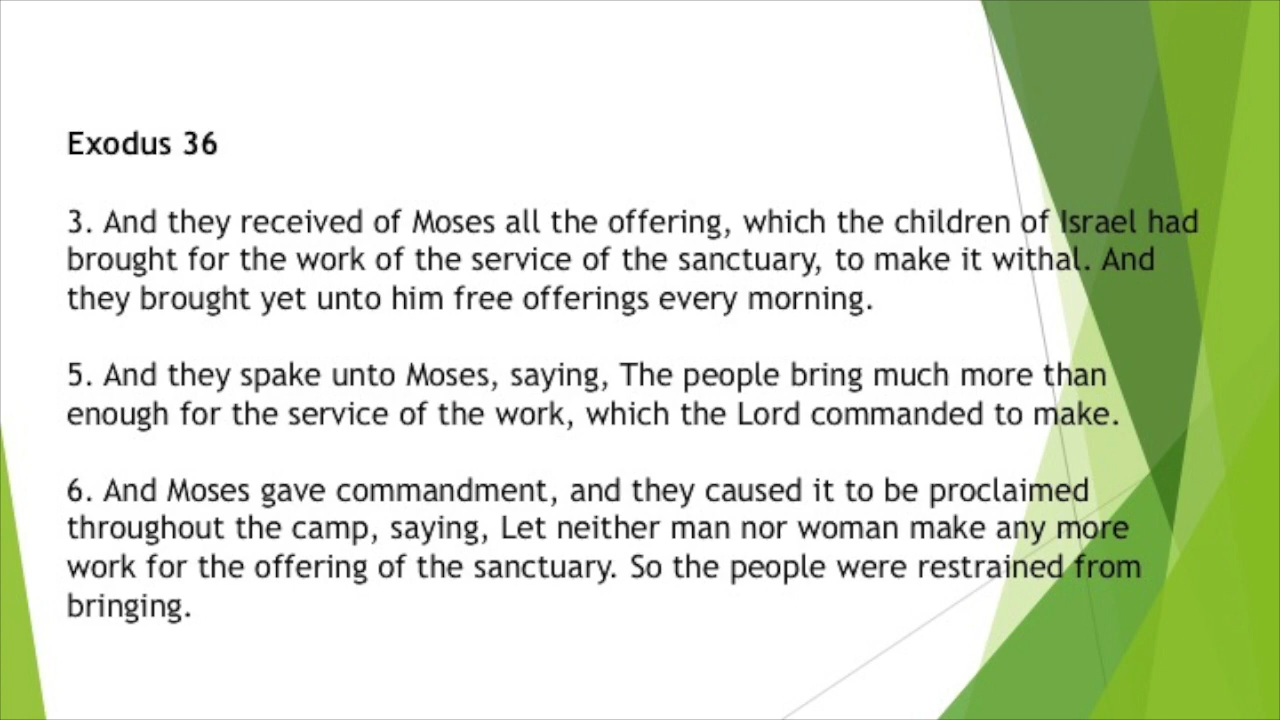 Exodus 36
3. And they received of Moses all the offering, which the children of Israel had
brought for the work of the service of the sanctuary, to make it withal. And
they brought yet unto him free offerings every morning.
5. And they spake unto Moses, saying, The people bring much more than
enough for the service of the work, which the Lord commanded to make.
6. And Moses gave commandment, and they caused it to be proclaimed
throughout the camp, saying, Let neither man nor woman make any more
work for the offering of the sanctuary. So the people were restrained from
bringing.